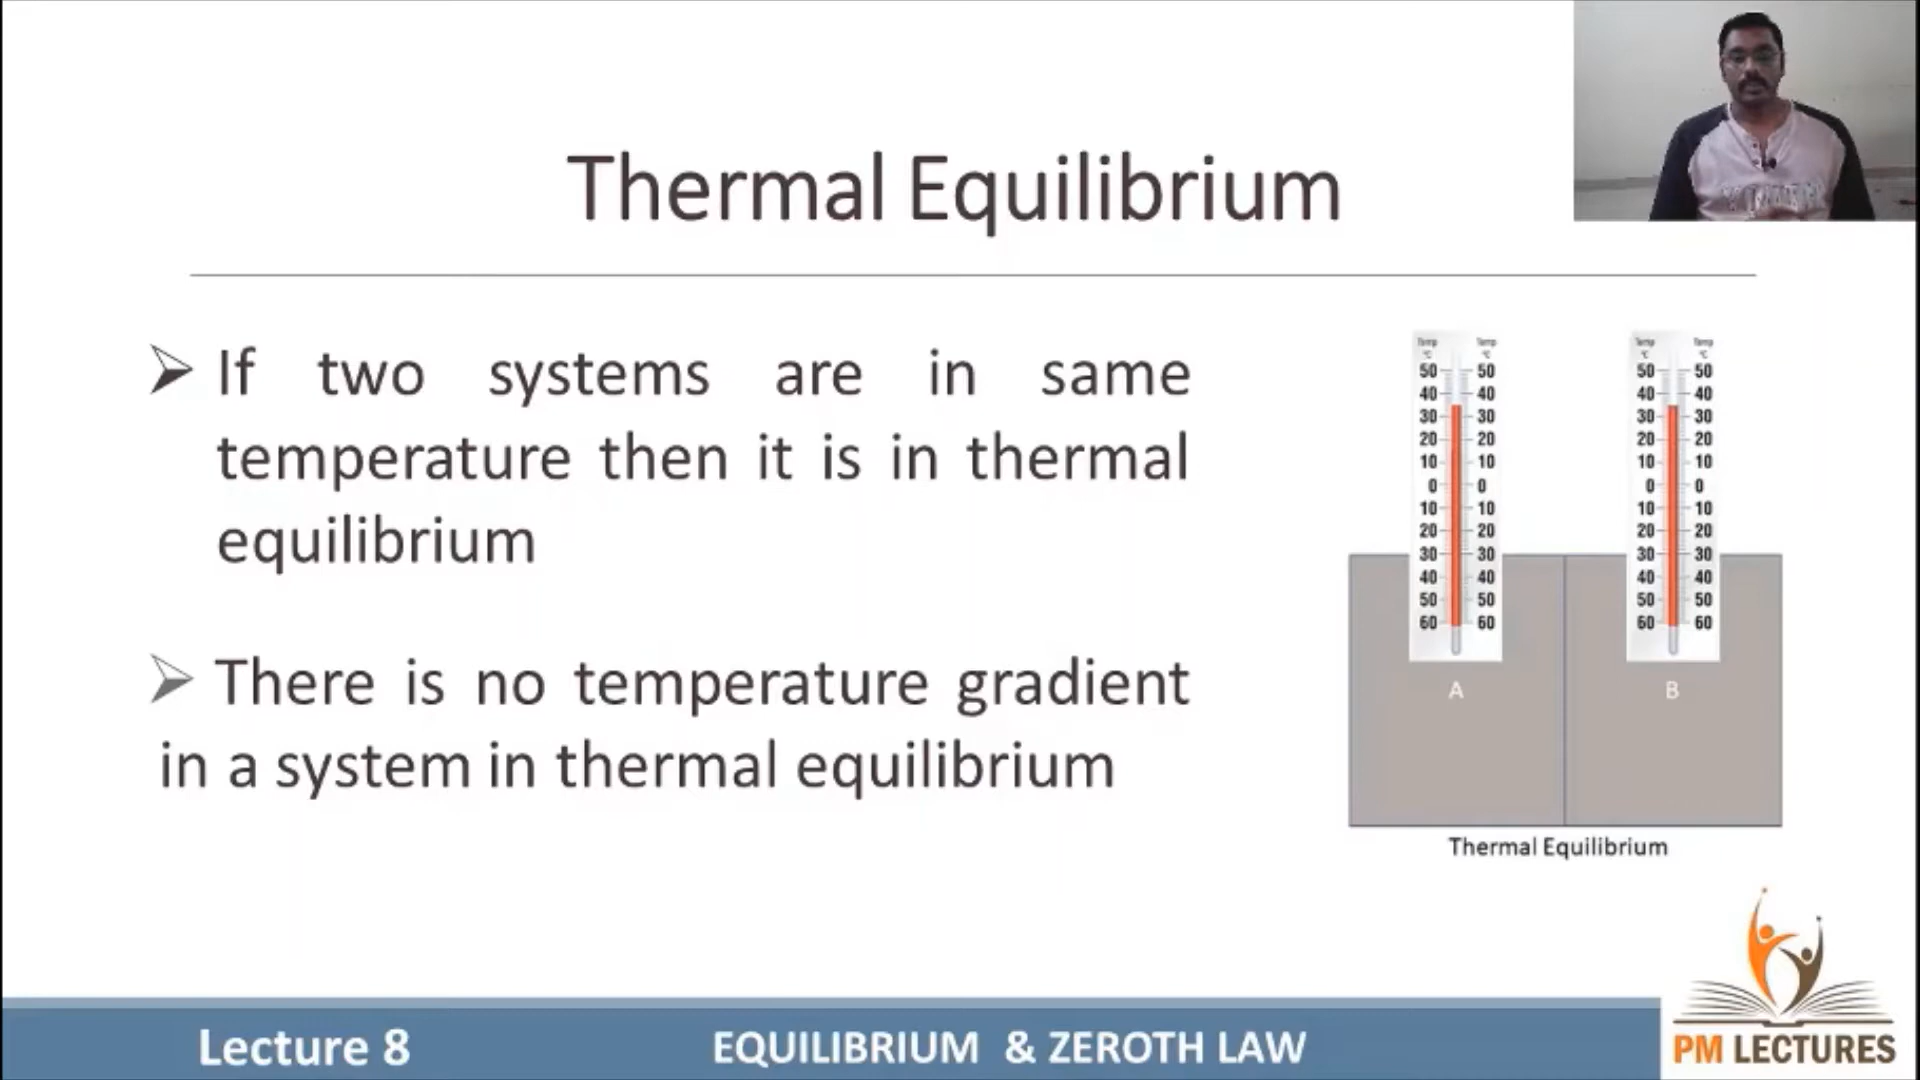 Thermal Equilibrium
If two systems are in same
temperature then it is in thermal
equilibrium
There is no temperature gradient
in a system in thermal equilibrium
Temp Temp
°C °C
50 50
40 40
30 30
20 20
10 10
0 0
10 10
20 20
30 30
40 40
50 50
60 60
A
Temp Temp
°C °C
50 50
40 40
30 30
20 20
10 10
0 0
10 10
20 20
30 30
40 40
50 50
60 60
B
Thermal Equilibrium
Lecture 8
EQUILIBRIUM & ZEROTH LAW
PM LECTURES